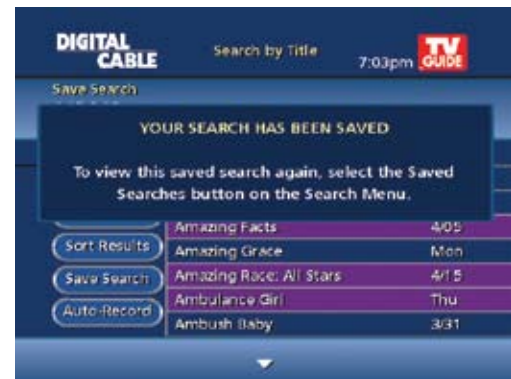 DIGITAL
CABLE
Search by Title
7:03pm
TV
GUIDE
Save Search
YOUR SEARCH HAS BEEN SAVED
To view this saved search again, select the Saved
Searches button on the Search Menu.
Amazing Facts 4/05
Sort Results
Amazing Grace Mon
Save Search
Amazing Race: All Stars 4/15
Ambulance Girl Thu
Auto-Record
Ambush Baby 3/31